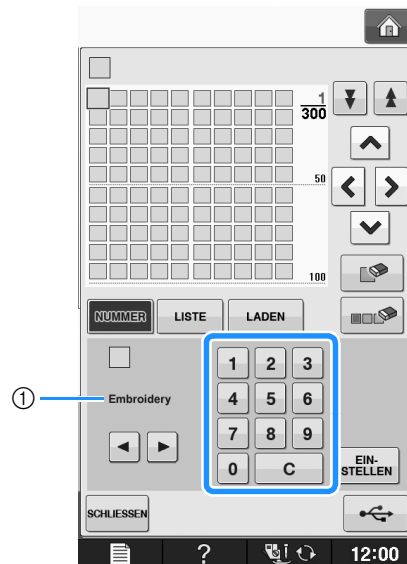 1
300
50
100
NUMMER LISTE LADEN
1 2 3
① Embroidery
4 5 6
7 8 9
0 C
EIN-
STELLEN
SCHLIESSEN
? 12:00